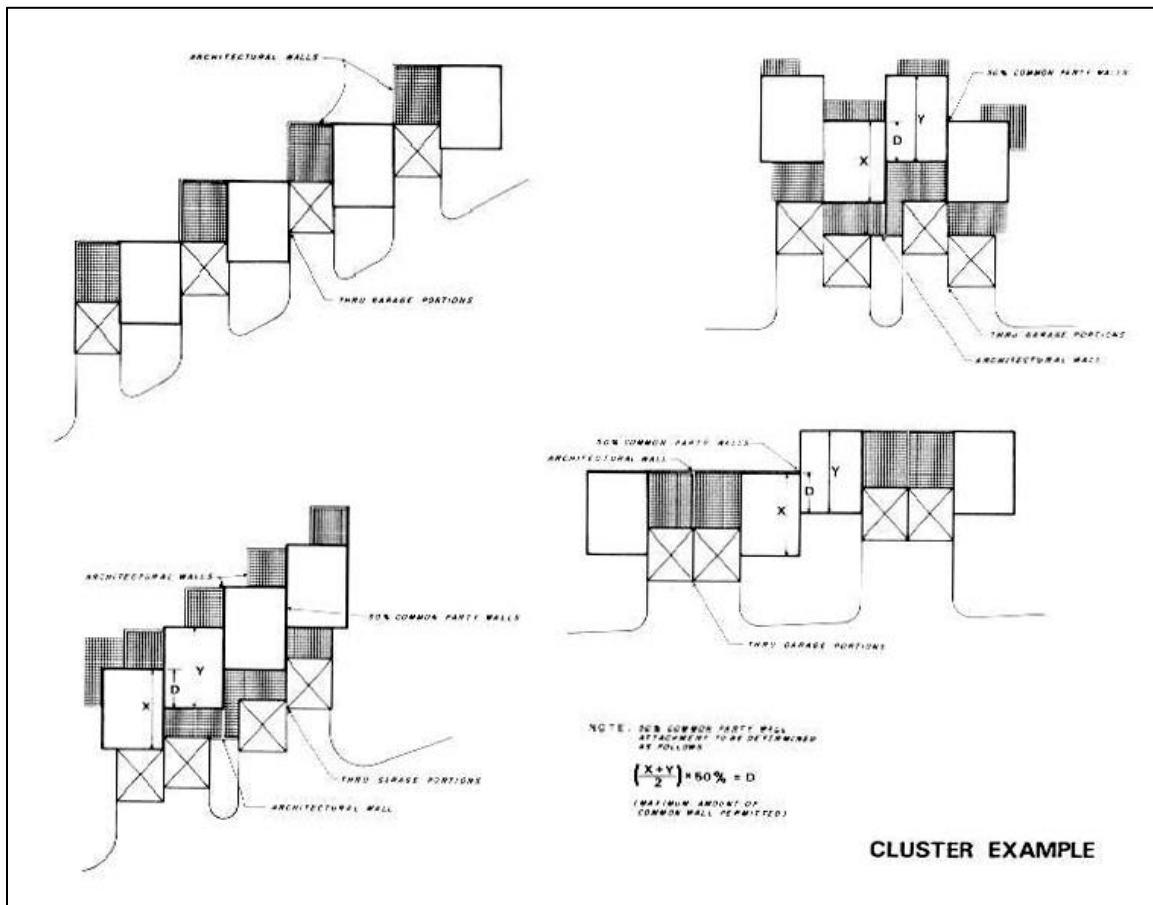 ARCHITECTURAL WALLS
THRU GARAGE PORTIONS
50% COMMON PARTY WALLS
D
Y
X
THRU GARAGE PORTIONS
ARCHITECTURAL WALL
50% COMMON PARTY WALLS
ARCHITECTURAL WALL
X
D
Y
THRU GARAGE PORTIONS
ARCHITECTURAL WALLS
50% COMMON PARTY WALLS
Y
D
X
THRU GARAGE PORTIONS
ARCHITECTURAL WALL
NOTE: 50% COMMON PARTY WALL
ATTACHMENT TO BE DETERMINED
AS FOLLOWS
(X+Y/2) × 50% = D
(MAXIMUM AMOUNT OF
COMMON WALL PERMITTED)
CLUSTER EXAMPLE